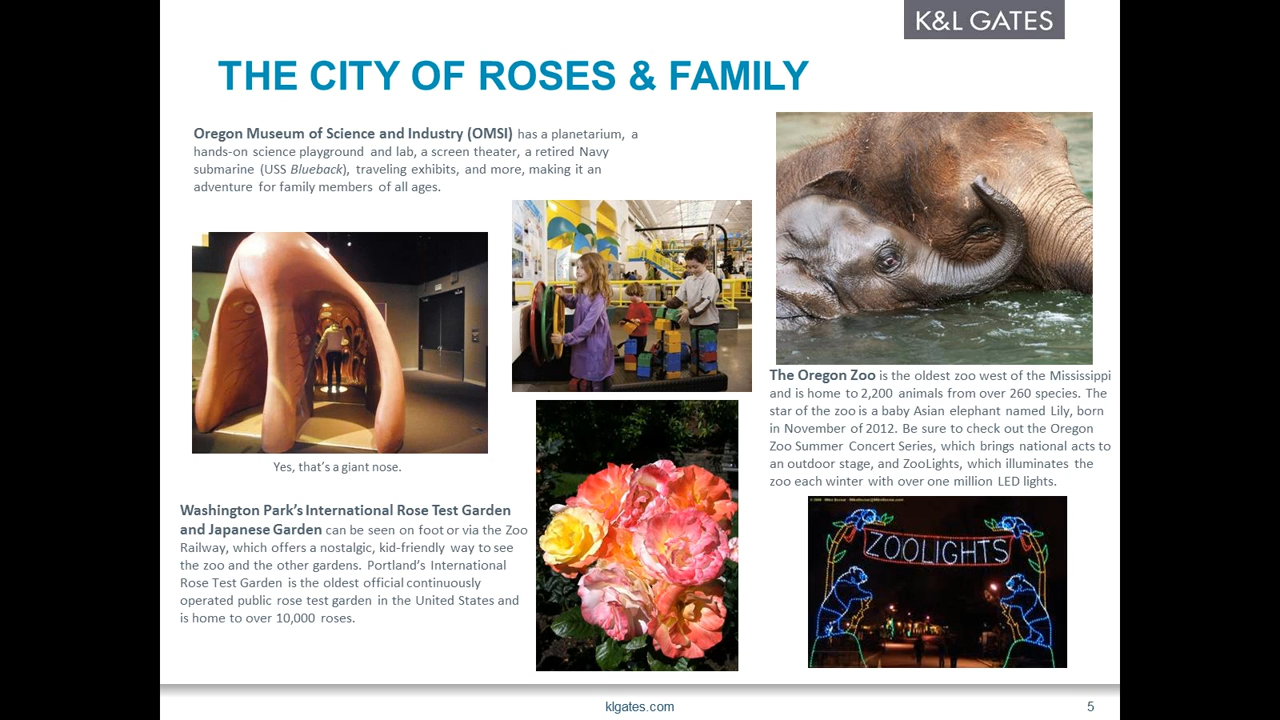 K&L GATES
THE CITY OF ROSES & FAMILY
Oregon Museum of Science and Industry (OMSI) has a planetarium, a
hands-on science playground and lab, a screen theater, a retired Navy
submarine (USS Blueback), traveling exhibits, and more, making it an
adventure for family members of all ages.
Yes, that's a giant nose.
Washington Park's International Rose Test Garden
and Japanese Garden can be seen on foot or via the Zoo
Railway, which offers a nostalgic, kid-friendly way to see
the zoo and the other gardens. Portland's International
Rose Test Garden is the oldest official continuously
operated public rose test garden in the United States and
is home to over 10,000 roses.
The Oregon Zoo is the oldest zoo west of the Mississippi
and is home to 2,200 animals from over 260 species. The
star of the zoo is a baby Asian elephant named Lily, born
in November of 2012. Be sure to check out the Oregon
Zoo Summer Concert Series, which brings national acts to
an outdoor stage, and ZooLights, which illuminates the
zoo each winter with over one million LED lights.
ZOOLIGHTS
klgates.com
5